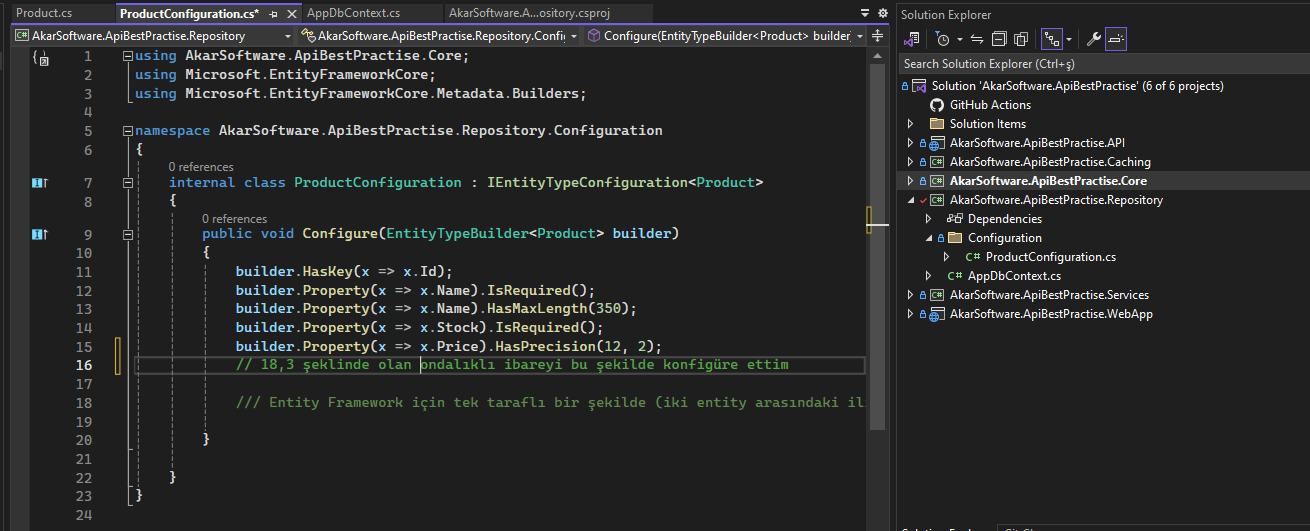 Product.cs
ProductConfiguration.cs*
AppDbContext.cs
AkarSoftware.A...ository.csproj
AkarSoftware.ApiBestPractise.Repository
AkarSoftware.ApiBestPractise.Repository.Config
Configure(EntityTypeBuilder<Product> builder)
1 using AkarSoftware.ApiBestPractise.Core;
2 using Microsoft.EntityFrameworkCore;
3 using Microsoft.EntityFrameworkCore.Metadata.Builders;
4
5 namespace AkarSoftware.ApiBestPractise.Repository.Configuration
6 {
0 references
7 internal class ProductConfiguration : IEntityTypeConfiguration<Product>
8 {
0 references
9 public void Configure(EntityTypeBuilder<Product> builder)
10 {
11 builder.HasKey(x => x.Id);
12 builder.Property(x => x.Name).IsRequired();
13 builder.Property(x => x.Name).HasMaxLength(350);
14 builder.Property(x => x.Stock).IsRequired();
15 builder.Property(x => x.Price).HasPrecision(12, 2);
16 // 18,3 şeklinde olan ondalıklı ibareyi bu şekilde konfigüre ettim
17
18 /// Entity Framework için tek taraflı bir şekilde (iki entity arasındaki il
19
20 }
21
22 }
23 }
24
Solution Explorer
Search Solution Explorer (Ctrl+ş)
Solution 'AkarSoftware.ApiBestPractise' (6 of 6 projects)
GitHub Actions
Solution Items
AkarSoftware.ApiBestPractise.API
AkarSoftware.ApiBestPractise.Caching
AkarSoftware.ApiBestPractise.Core
AkarSoftware.ApiBestPractise.Repository
Dependencies
Configuration
C# ProductConfiguration.cs
C# AppDbContext.cs
AkarSoftware.ApiBestPractise.Services
AkarSoftware.ApiBestPractise.WebApp